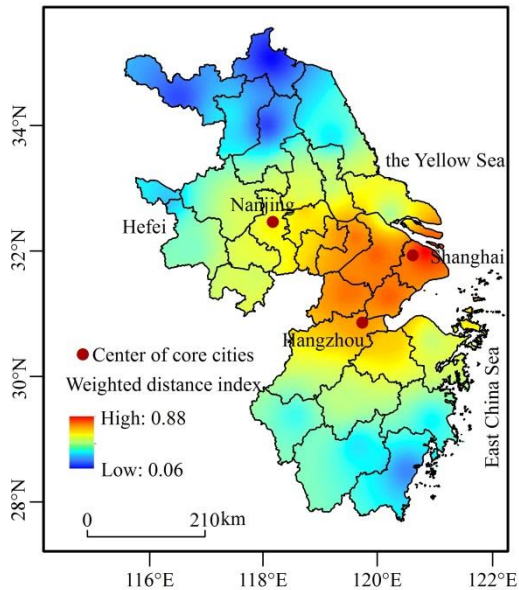 34°N
32°N
30°N
28°N
the Yellow Sea
Nanjing
Hefei
Shanghai
Hangzhou
East China Sea
Center of core cities
Weighted distance index
High: 0.88
Low: 0.06
0 210km
116°E 118°E 120°E 122°E